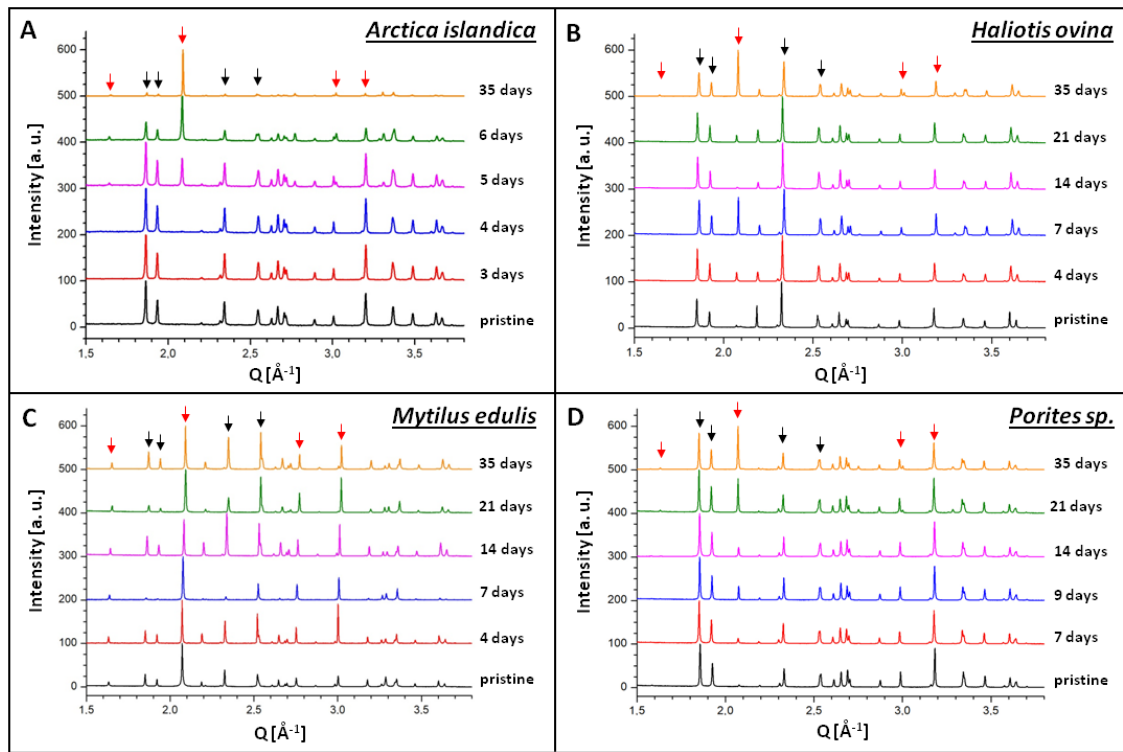 A
Arctica islandica
600
500
400
300
200
100
0
35 days
6 days
5 days
4 days
3 days
pristine
Intensity [a. u.]
1.5 2.0 2.5 3.0 3.5
Q [Å-1]
B
Haliotis ovina
600
500
400
300
200
100
0
35 days
21 days
14 days
7 days
4 days
pristine
Intensity [a. u.]
1.5 2.0 2.5 3.0 3.5
Q [Å-1]
C
Mytilus edulis
600
500
400
300
200
100
0
35 days
21 days
14 days
7 days
4 days
pristine
Intensity [a. u.]
1.5 2.0 2.5 3.0 3.5
Q [Å-1]
D
Porites sp.
600
500
400
300
200
100
0
35 days
21 days
14 days
9 days
7 days
pristine
Intensity [a. u.]
1.5 2.0 2.5 3.0 3.5
Q [Å-1]